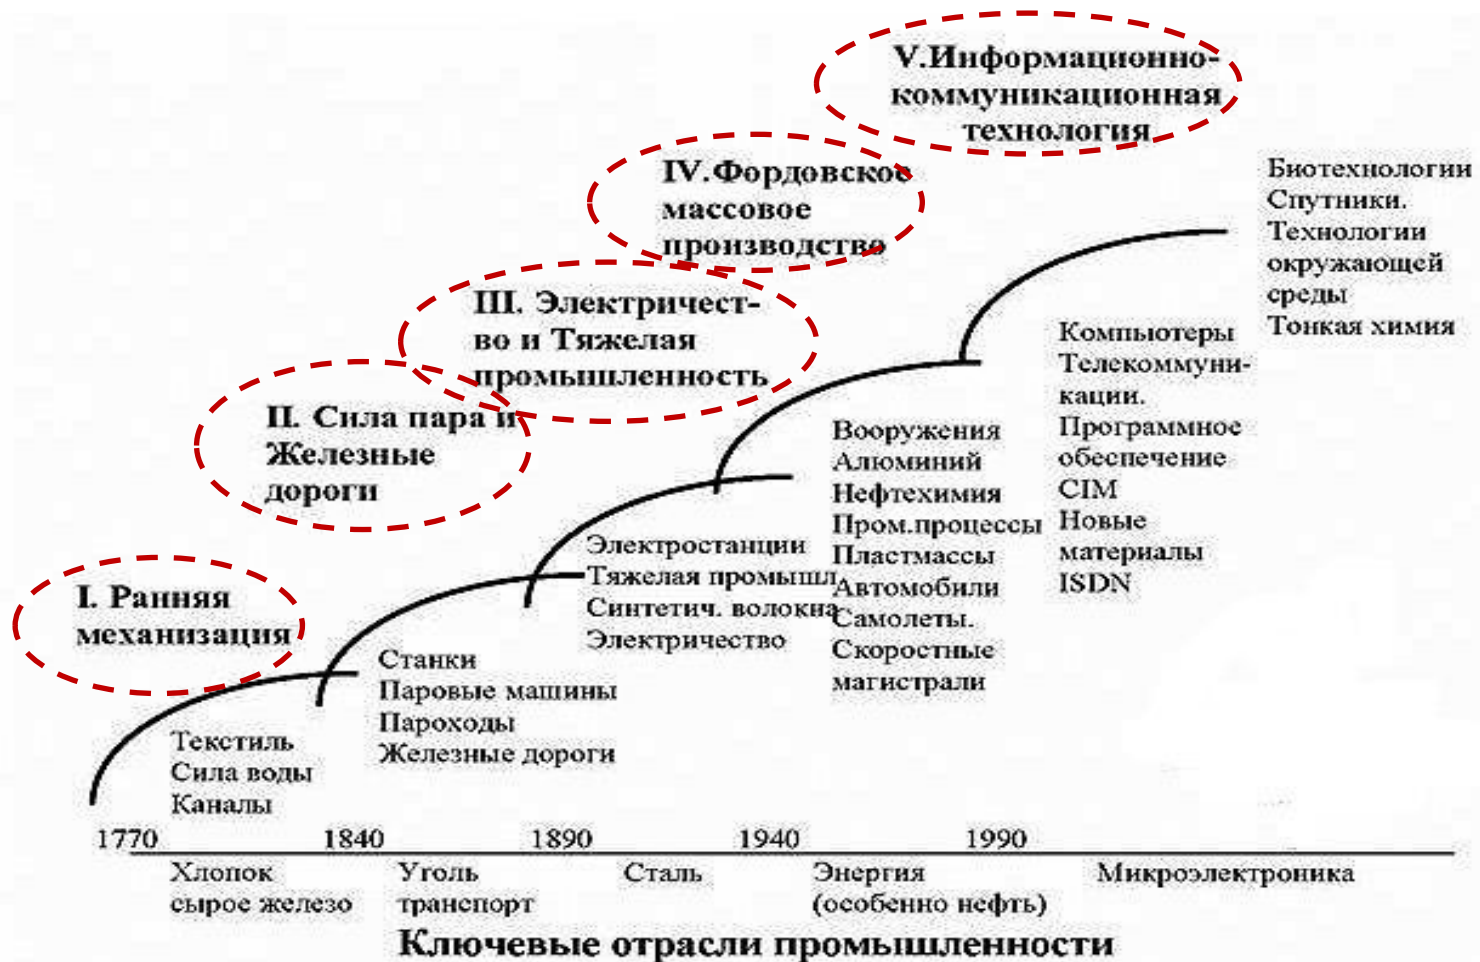 V.Информационно-
коммуникационная
технология
IV.Фордовское
массовое
производство
III. Электричест-
во и Тяжелая
промышленность
II. Сила пара и
Железные
дороги
I. Ранняя
механизация
Текстиль
Сила воды
Каналы
Станки
Паровые машины
Пароходы
Железные дороги
Электростанции
Тяжелая промышл
Синтетич. волокна
Электричество
Вооружения
Алюминий
Нефтехимия
Пром.процессы
Пластмассы
Автомобили
Самолеты.
Скоростные
магистрали
Компьютеры
Телекоммуни-
кации.
Программное
обеспечение
CIM
Новые
материалы
ISDN
Биотехнологии
Спутники.
Технологии
окружающей
среды
Тонкая химия
1770 1840 1890 1940 1990
Хлопок
сырое железо
Уголь
транспорт
Сталь
Энергия
(особенно нефть)
Микроэлектроника
Ключевые отрасли промышленности